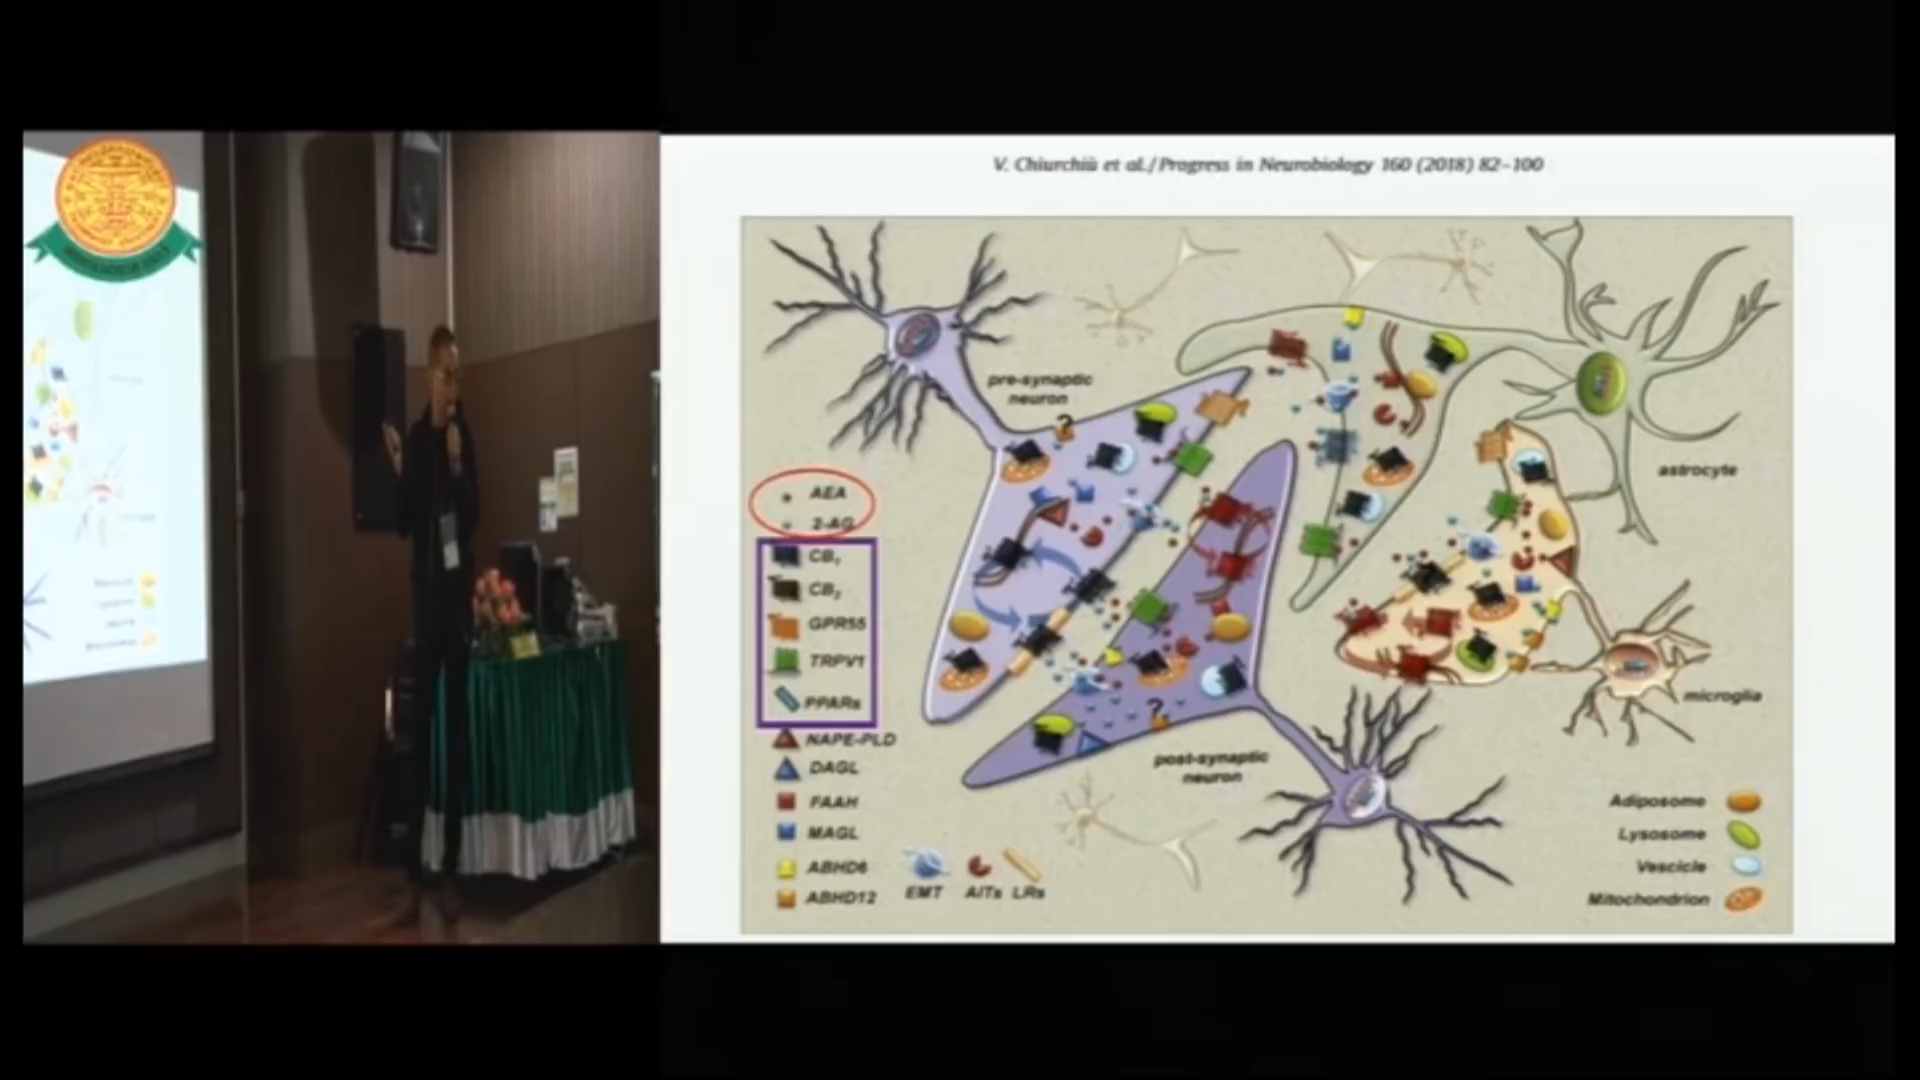 V. Chiurchiù et al./Progress in Neurobiology 160 (2018) 82–100
pre-synaptic
neuron
astrocyte
AEA
2-AG
CB₁
CB₂
GPR55
TRPV1
PPARs
NAPE-PLD
DAGL
FAAH
MAGL
ABHD6
ABHD12
?
?
post-synaptic
neuron
microglia
EMT
AITs
LRs
Adiposome
Lysosome
Vescicle
Mitochondrion